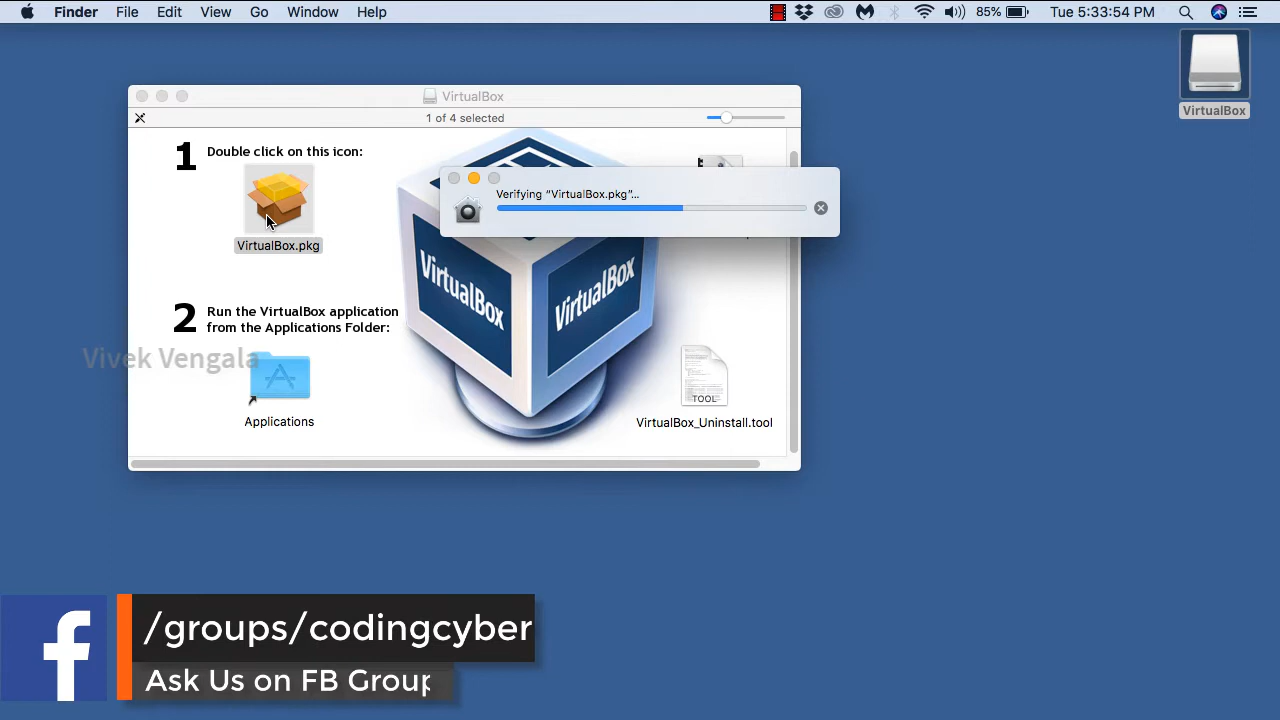 Finder File Edit View Go Window Help
85% Tue 5:33:54 PM
VirtualBox
VirtualBox
1 of 4 selected
1 Double click on this icon:
Verifying “VirtualBox.pkg”...
VirtualBox.pkg
VirtualBox VirtualBox
2 Run the VirtualBox application
from the Applications Folder:
Vivek Vengala
TOOL
Applications
VirtualBox_Uninstall.tool
f /groups/codingcyber
Ask Us on FB Group